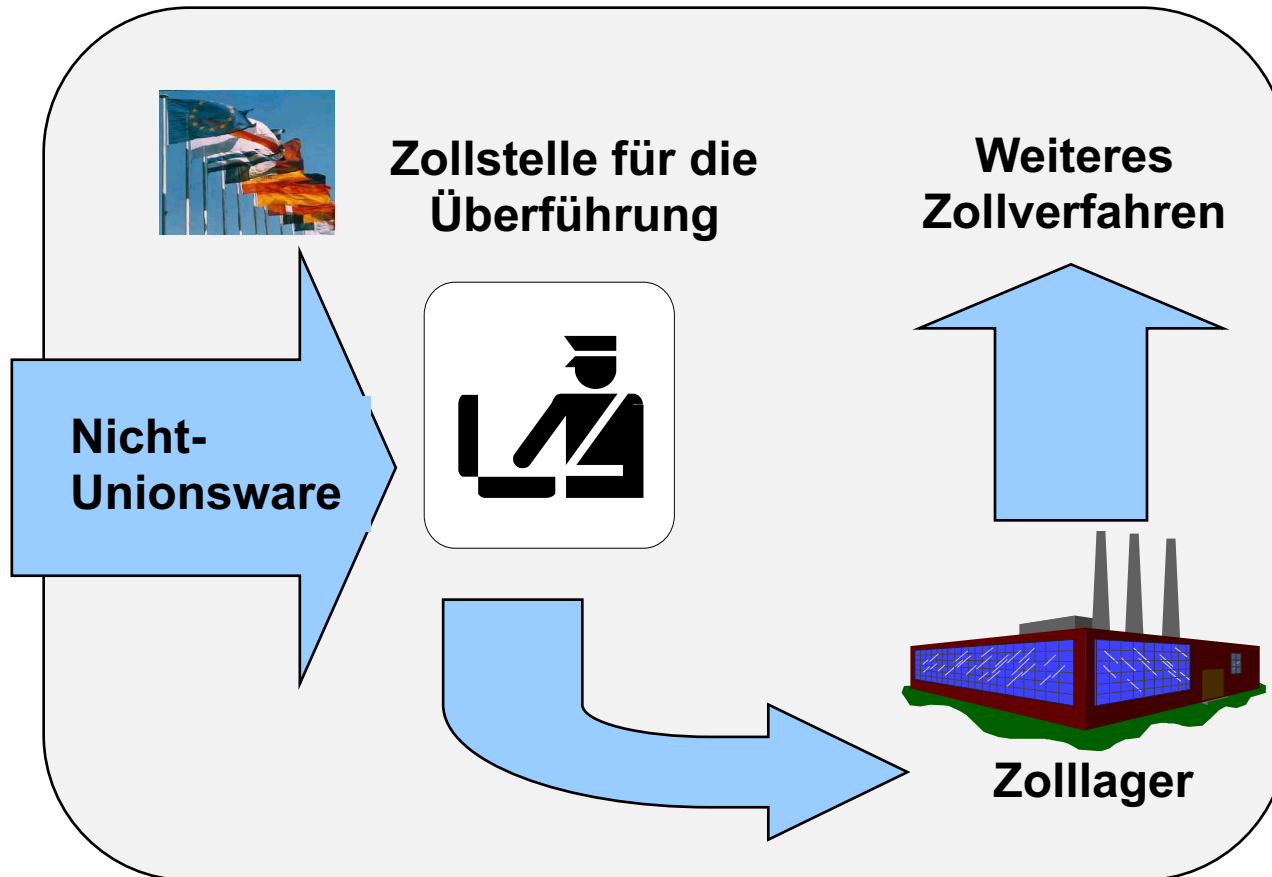 Zollstelle für die
Überführung
Weiteres
Zollverfahren
Nicht-
Unionsware
Zolllager